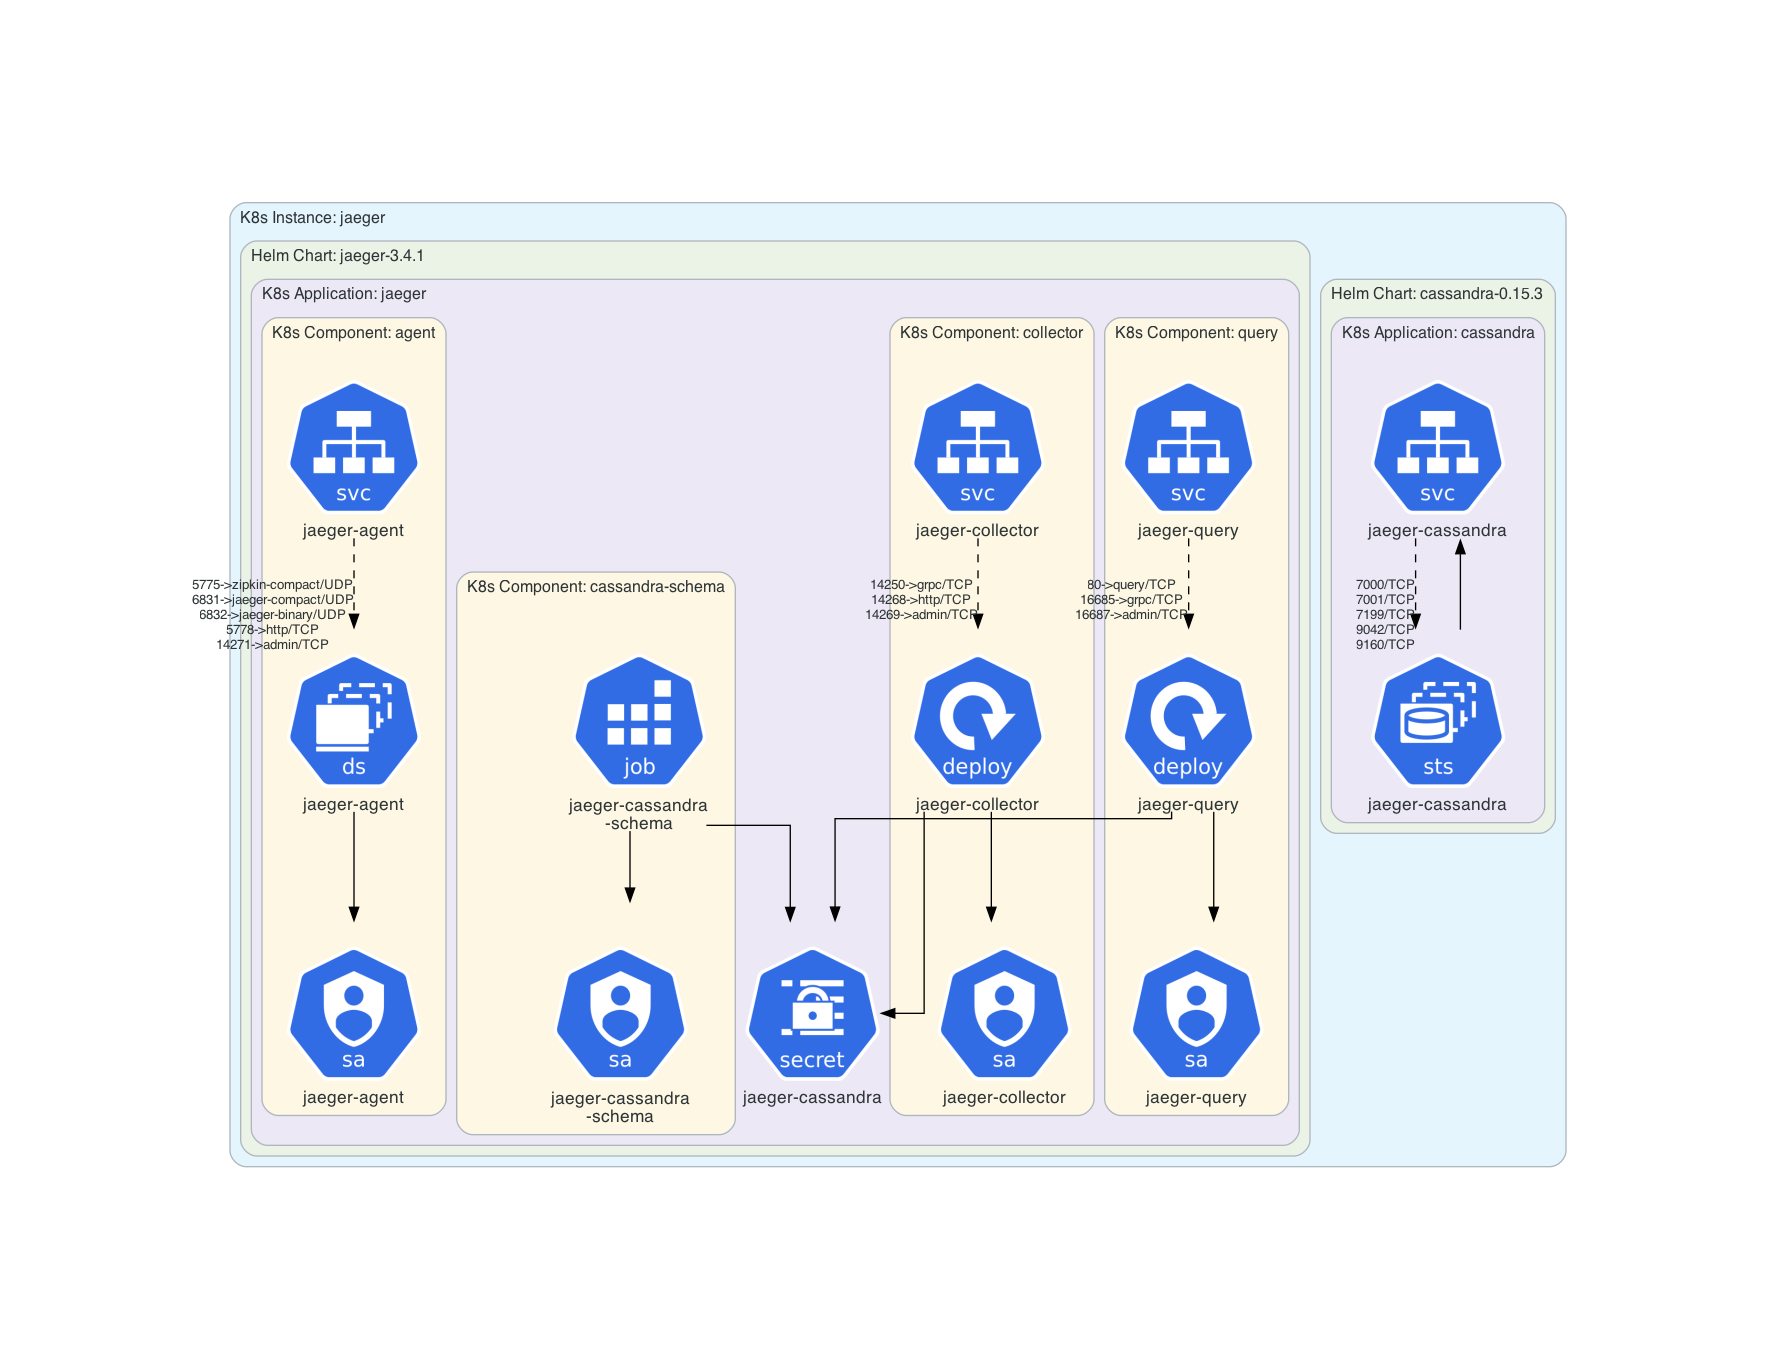 K8s Instance: jaeger
Helm Chart: jaeger-3.4.1
K8s Application: jaeger
K8s Component: agent
svc
jaeger-agent
5775->zipkin-compact/UDP
6831->jaeger-compact/UDP
6832->jaeger-binary/UDP
5778->http/TCP
14271->admin/TCP
ds
jaeger-agent
sa
jaeger-agent
K8s Component: cassandra-schema
job
jaeger-cassandra
-schema
sa
jaeger-cassandra
-schema
secret
jaeger-cassandra
K8s Component: collector
svc
jaeger-collector
14250->grpc/TCP
14268->http/TCP
14269->admin/TCP
deploy
jaeger-collector
sa
jaeger-collector
K8s Component: query
svc
jaeger-query
80->query/TCP
16685->grpc/TCP
16687->admin/TCP
deploy
jaeger-query
sa
jaeger-query
Helm Chart: cassandra-0.15.3
K8s Application: cassandra
svc
jaeger-cassandra
7000/TCP
7001/TCP
7199/TCP
9042/TCP
9160/TCP
sts
jaeger-cassandra